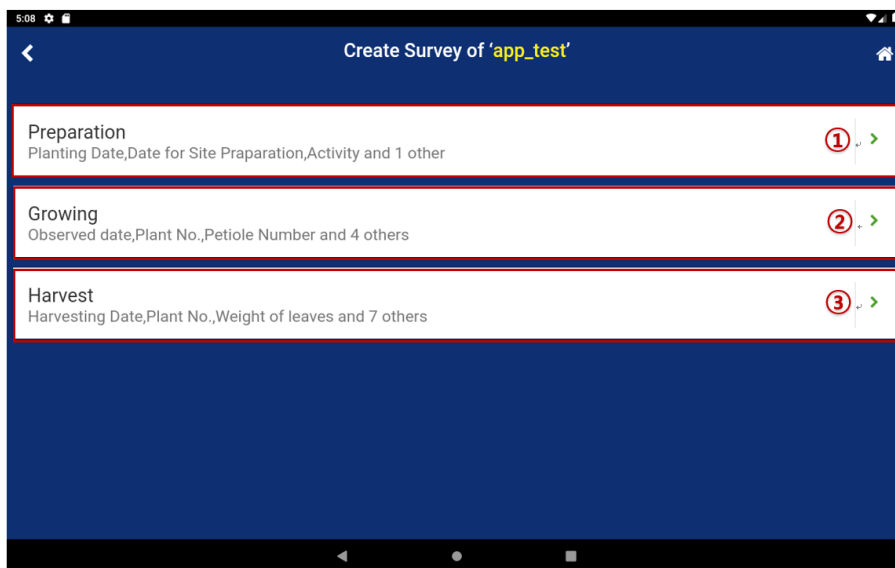 5:08
Create Survey of ‘app_test’
Preparation
Planting Date,Date for Site Praparation,Activity and 1 other
①
Growing
Observed date,Plant No.,Petiole Number and 4 others
②
Harvest
Harvesting Date,Plant No.,Weight of leaves and 7 others
③